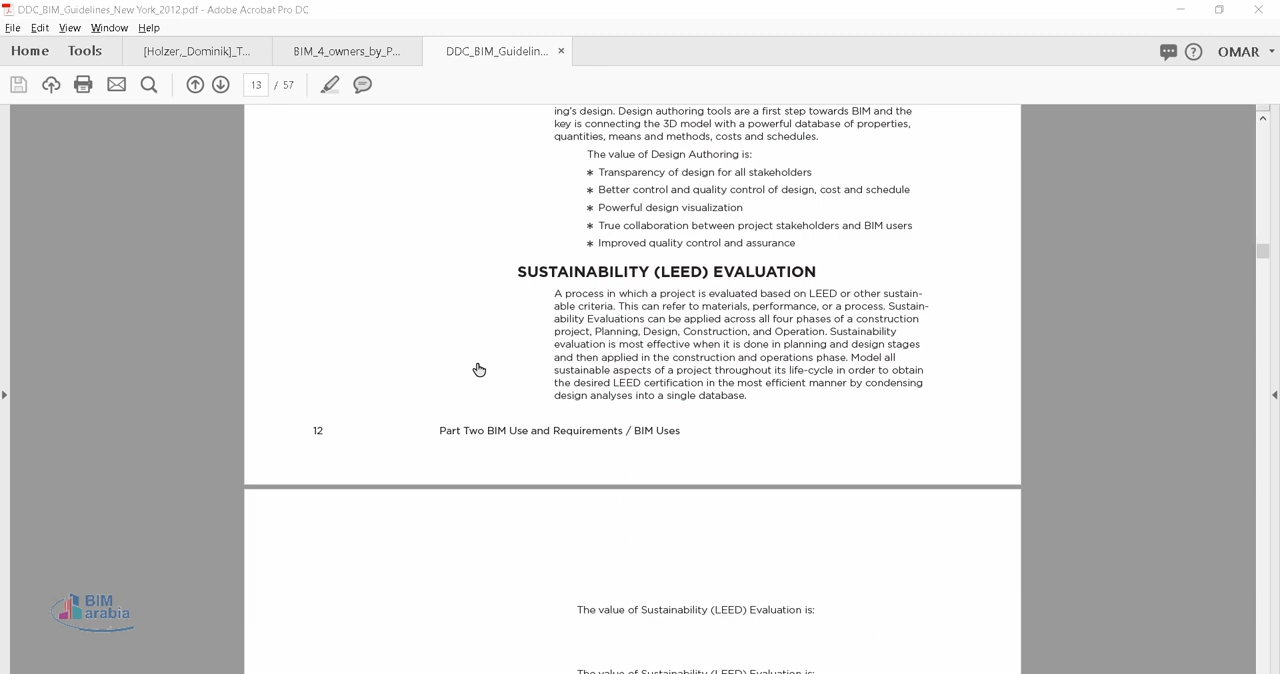 DDC_BIM_Guidelines_New York_2012.pdf - Adobe Acrobat Pro DC
File Edit View Window Help
Home Tools [Holzer,_Dominik]_T... BIM_4_owners_by_P... DDC_BIM_Guidelin... × OMAR
13 / 57
ing's design. Design authoring tools are a first step towards BIM and the
key is connecting the 3D model with a powerful database of properties,
quantities, means and methods, costs and schedules.
The value of Design Authoring is:
* Transparency of design for all stakeholders
* Better control and quality control of design, cost and schedule
* Powerful design visualization
* True collaboration between project stakeholders and BIM users
* Improved quality control and assurance
SUSTAINABILITY (LEED) EVALUATION
A process in which a project is evaluated based on LEED or other sustain-
able criteria. This can refer to materials, performance, or a process. Sustain-
ability Evaluations can be applied across all four phases of a construction
project, Planning, Design, Construction, and Operation. Sustainability
evaluation is most effective when it is done in planning and design stages
and then applied in the construction and operations phase. Model all
sustainable aspects of a project throughout its life-cycle in order to obtain
the desired LEED certification in the most efficient manner by condensing
design analyses into a single database.
12 Part Two BIM Use and Requirements / BIM Uses
BIM
arabia
The value of Sustainability (LEED) Evaluation is:
The value of Sustainability (LEED) Evaluation is: